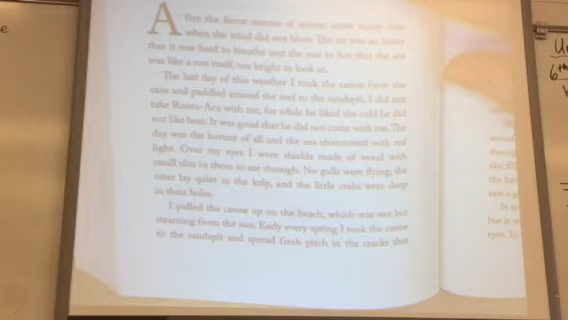 e
After the fierce storms of winter came many days
when the wind did not blow. The air was so heavy
that it was hard to breathe and the sun so hot that the sea
was like a sun itself, too bright to look at.
The last day of this weather I took the canoe from the
cave and paddled around the reef to the sandspit. I did not
take Rontu-Aru with me, for while he liked the cold he did
not like heat. It was good that he did not come with me. The
day was the hottest of all and the sea shimmered with red
light. Over my eyes I wore shields made of wood with
small slits in them to see through. No gulls were flying, the
otter lay quiet in the kelp, and the little crabs were deep
in their holes.
I pulled the canoe up on the beach, which was wet but
steaming from the sun. Early every spring I took the canoe
to the sandspit and spread fresh pitch in the cracks that
6th